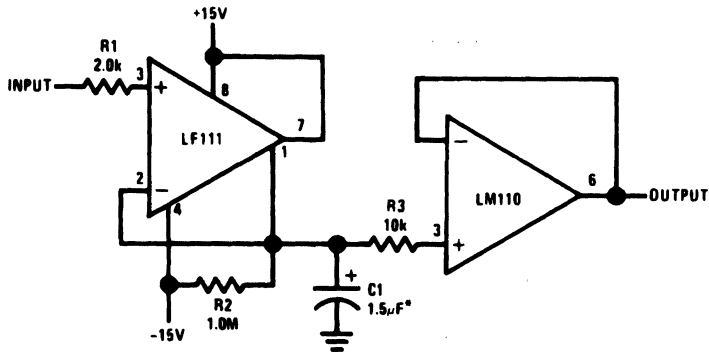 +15V
R1
2.0k
INPUT
3
+
8
LF111
7
1
2
−
4
R2
1.0M
-15V
+
C1
1.5μF*
R3
10k
3
+
−
LM110
6
OUTPUT